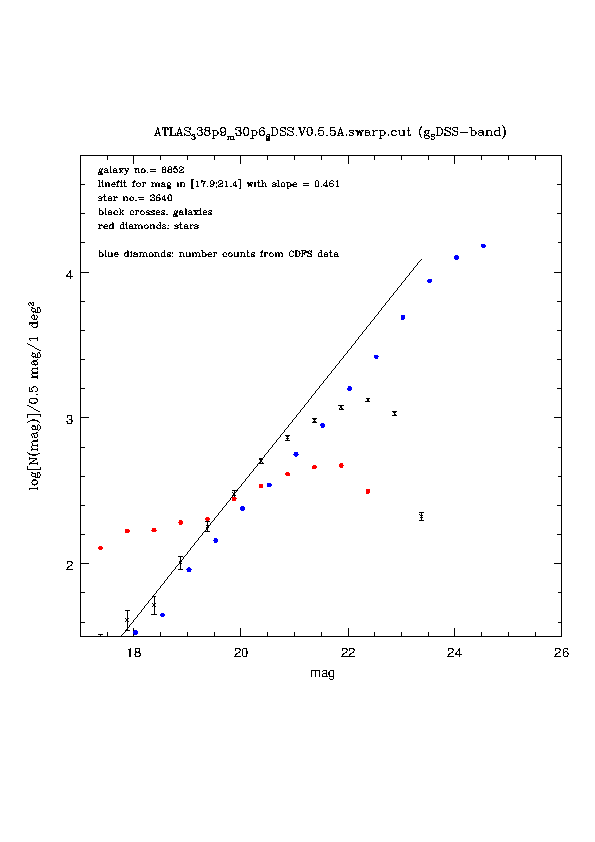 ATLAS338p9m30p6gDSS.V0.5.5A.swarp.cut (gSDSS-band)
galaxy no.= 8852
linefit for mag in [17.9;21.4] with slope = 0.461
star no.= 2640
black crosses: galaxies
red diamonds: stars
blue diamonds: number counts from CDFS data
log[N(mag)]/0.5 mag/1 deg²
4
3
2
18 20 22 24 26
mag